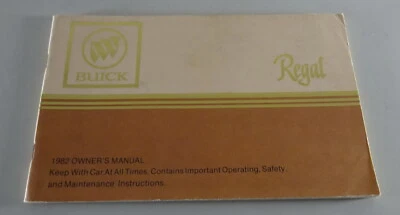 BUICK
Regal
1982 OWNER'S MANUAL
Keep With Car At All Times. Contains Important Operating, Safety
and Maintenance Instructions.